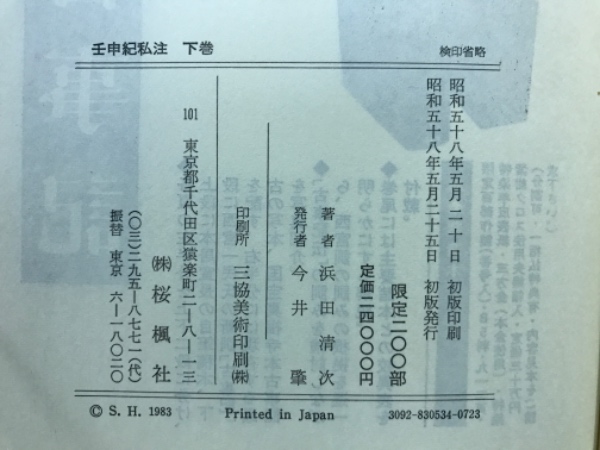 壬申紀私注　下巻
検印省略
昭和五十八年五月二十日　初版印刷
昭和五十八年五月二十五日　初版発行
限定二〇〇部
定価二四〇〇〇円
著者　浜田清次
発行者　今井肇
印刷所　三協美術印刷㈱
101　東京都千代田区猿楽町二―八―一三
㈱桜楓社
(〇三)二九五―八七七一(代)
振替　東京　六―一八〇二〇
© S. H. 1983
Printed in Japan
3092-830534-0723